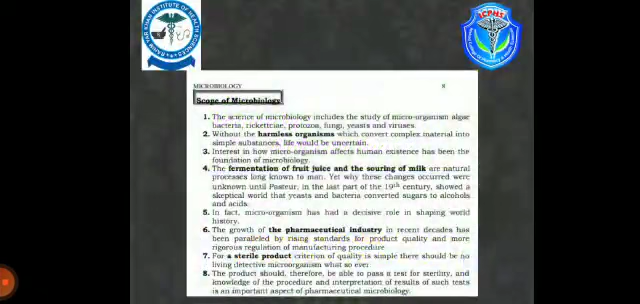 RAHIM YAR KHAN INSTITUTE OF HEALTH SCIENCES
ICPHS
MICROBIOLOGY 8
Scope of Microbiology
1. The science of microbiology includes the study of micro-organism algae
bacteria, rickettciae, protozoa, fungi, yeasts and viruses.
2. Without the harmless organisms which convert complex material into
simple substances, life would be uncertain.
3. Interest in how micro-organism affects human existence has been the
foundation of microbiology.
4. The fermentation of fruit juice and the souring of milk are natural
processes long known to man. Yet why these changes occurred were
unknown until Pasteur, in the last part of the 19th century, showed a
skeptical world that yeasts and bacteria converted sugars to alcohols
and acids.
5. In fact, micro-organism has had a decisive role in shaping world
history.
6. The growth of the pharmaceutical industry in recent decades has
been paralleled by rising standards for product quality and more
rigorous regulation of manufacturing procedure
7. For a sterile product criterion of quality is simple there should be no
living detective microorganism what so ever
8. The product should, therefore, be able to pass a test for sterility, and
knowledge of the procedure and interpretation of results of such tests
is an important aspect of pharmaceutical microbiology.